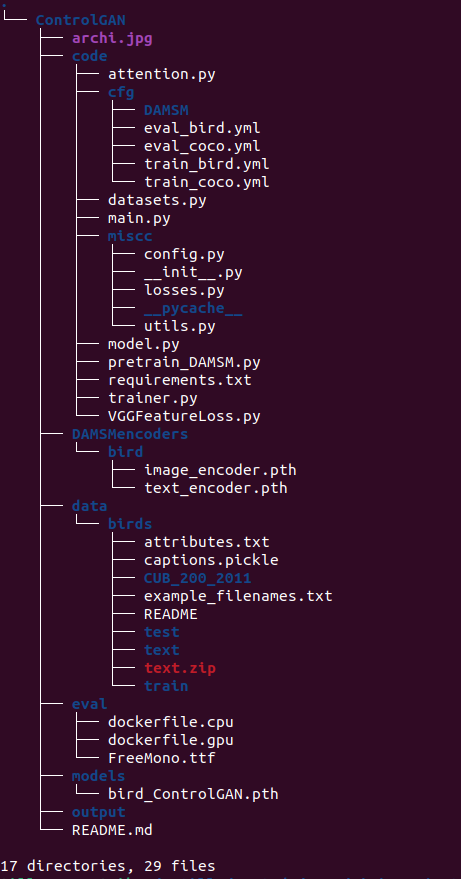 .
└── ControlGAN
    ├── archi.jpg
    ├── code
    │   ├── attention.py
    │   ├── cfg
    │   │   ├── DAMSM
    │   │   ├── eval_bird.yml
    │   │   ├── eval_coco.yml
    │   │   ├── train_bird.yml
    │   │   └── train_coco.yml
    │   ├── datasets.py
    │   ├── main.py
    │   ├── miscc
    │   │   ├── config.py
    │   │   ├── __init__.py
    │   │   ├── losses.py
    │   │   ├── __pycache__
    │   │   └── utils.py
    │   ├── model.py
    │   ├── pretrain_DAMSM.py
    │   ├── requirements.txt
    │   ├── trainer.py
    │   └── VGGFeatureLoss.py
    ├── DAMSMencoders
    │   └── bird
    │       ├── image_encoder.pth
    │       └── text_encoder.pth
    ├── data
    │   └── birds
    │       ├── attributes.txt
    │       ├── captions.pickle
    │       ├── CUB_200_2011
    │       ├── example_filenames.txt
    │       ├── README
    │       ├── test
    │       ├── text
    │       ├── text.zip
    │       └── train
    ├── eval
    │   ├── dockerfile.cpu
    │   ├── dockerfile.gpu
    │   └── FreeMono.ttf
    ├── models
    │   └── bird_ControlGAN.pth
    ├── output
    └── README.md

17 directories, 29 files